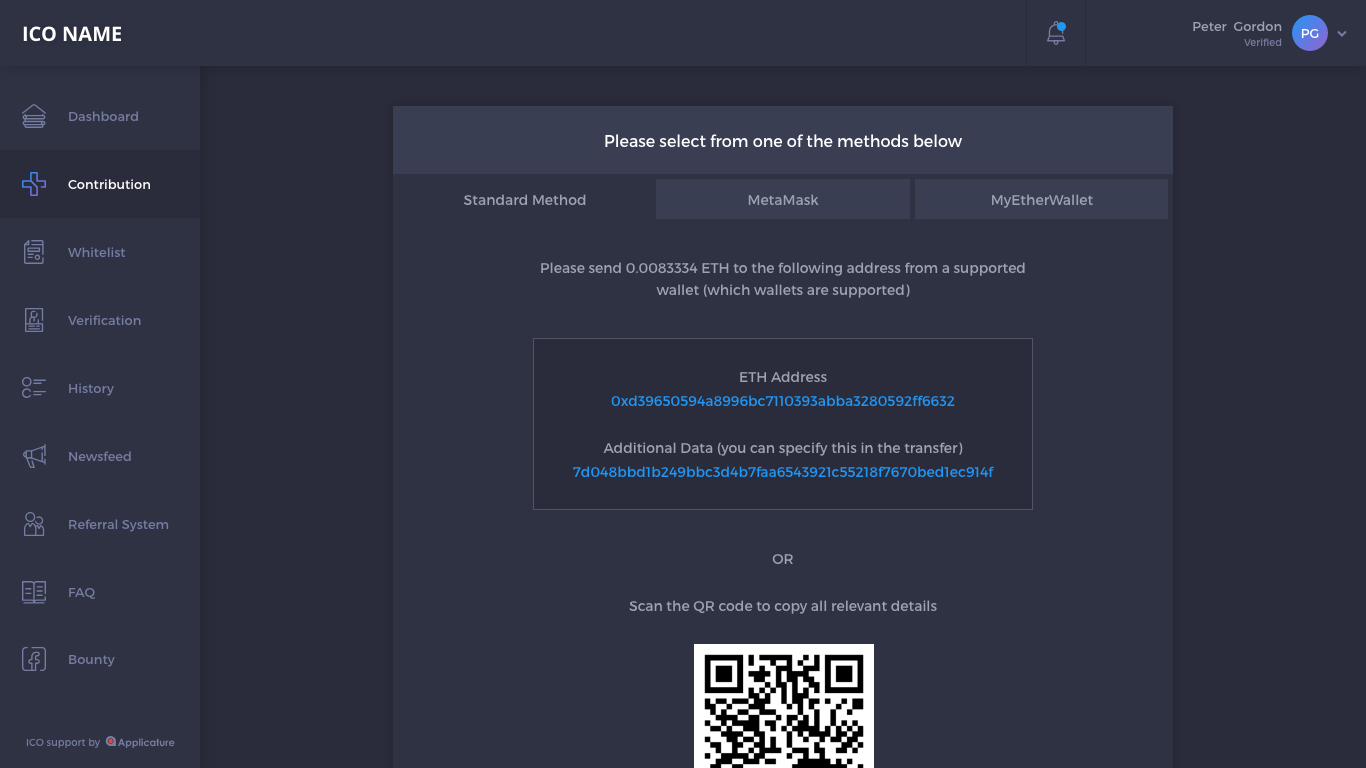 ICO NAME
Peter Gordon
Verified
PG
Dashboard
Contribution
Whitelist
Verification
History
Newsfeed
Referral System
FAQ
Bounty
ICO support by Applicature
Please select from one of the methods below
Standard Method
MetaMask
MyEtherWallet
Please send 0.0083334 ETH to the following address from a supported
wallet (which wallets are supported)
ETH Address
0xd39650594a8996bc7110393abba3280592ff6632
Additional Data (you can specify this in the transfer)
7d048bbd1b249bbc3d4b7faa6543921c55218f7670bed1ec914f
OR
Scan the QR code to copy all relevant details